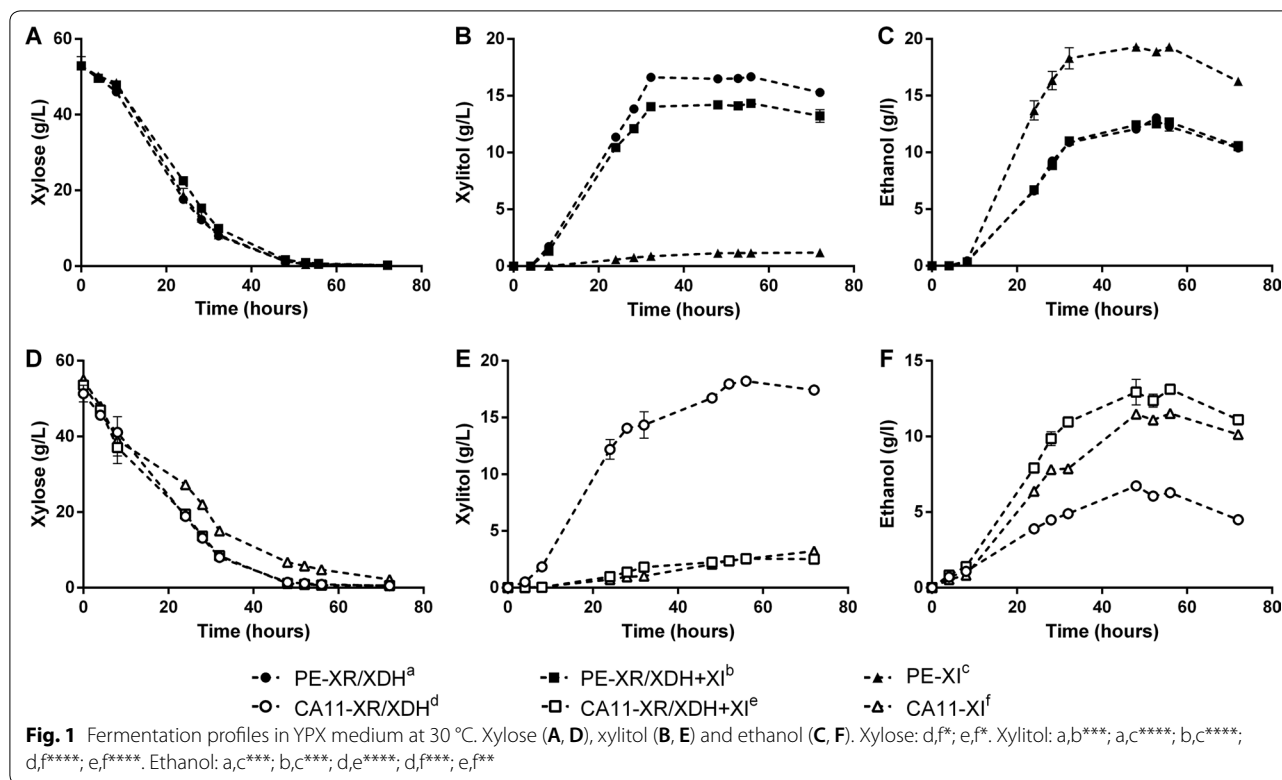 A
B
C
60
40
20
0
Xylose (g/L)
0 20 40 60 80
Time (hours)
20
15
10
5
0
Xylitol (g/L)
0 20 40 60 80
Time (hours)
20
15
10
5
0
Ethanol (g/l)
0 20 40 60 80
Time (hours)
D
E
F
60
40
20
0
Xylose (g/L)
0 20 40 60 80
Time (hours)
20
15
10
5
0
Xylitol (g/L)
0 20 40 60 80
Time (hours)
15
10
5
0
Ethanol (g/l)
0 20 40 60 80
Time (hours)
PE-XR/XDHᵃ PE-XR/XDH+XIᵇ PE-XIᶜ
CA11-XR/XDHᵈ CA11-XR/XDH+XIᵉ CA11-XIᶠ
Fig. 1 Fermentation profiles in YPX medium at 30 °C. Xylose (A, D), xylitol (B, E) and ethanol (C, F). Xylose: d,f*; e,f*. Xylitol: a,b***; a,c****; b,c****;
d,f****; e,f****. Ethanol: a,c***; b,c***; d,e****; d,f***; e,f**